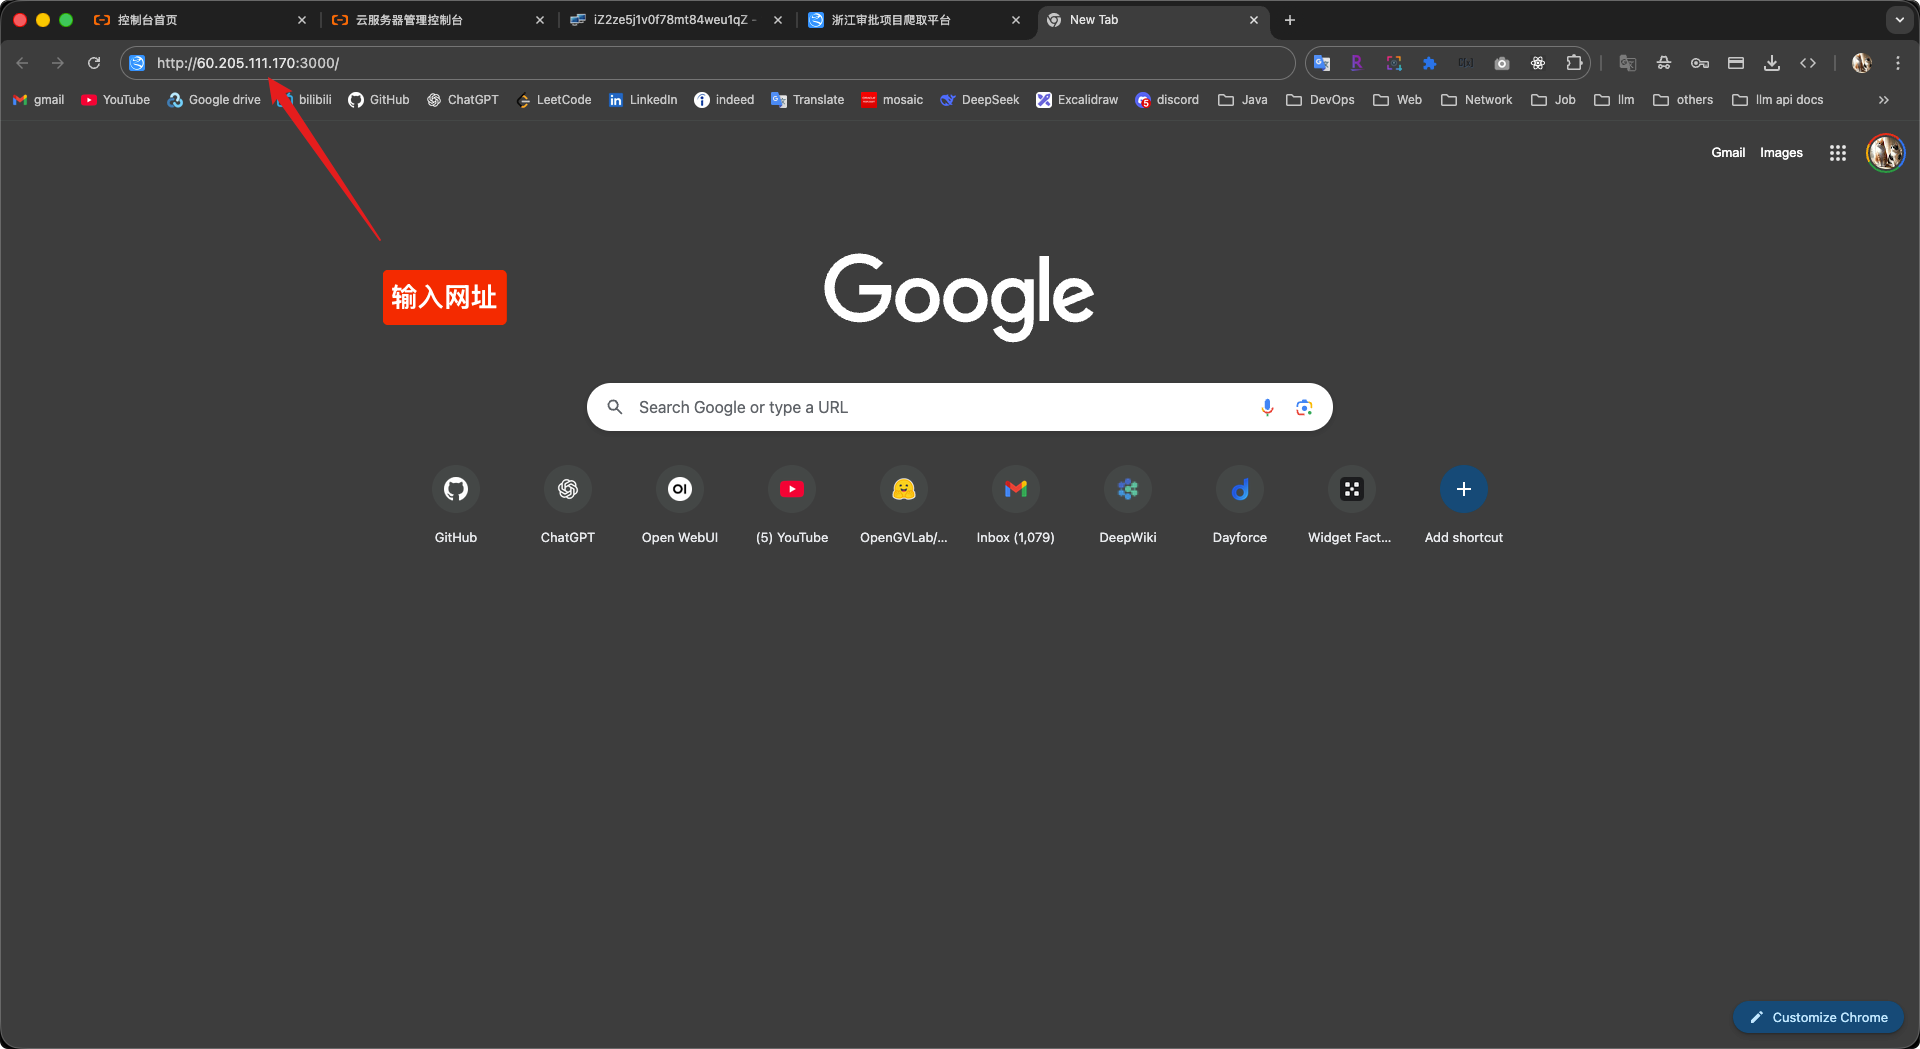 控制台首页
云服务器管理控制台
iZ2ze5j1v0f78mt84weu1qZ -
浙江审批项目爬取平台
New Tab
http://60.205.111.170:3000/
gmail
YouTube
Google drive
bilibili
GitHub
ChatGPT
LeetCode
LinkedIn
indeed
Translate
mosaic
DeepSeek
Excalidraw
discord
Java
DevOps
Web
Network
Job
llm
others
llm api docs
Gmail
Images
输入网址
Google
Search Google or type a URL
GitHub
ChatGPT
Open WebUI
(5) YouTube
OpenGVLab/...
Inbox (1,079)
DeepWiki
Dayforce
Widget Fact...
Add shortcut
Customize Chrome